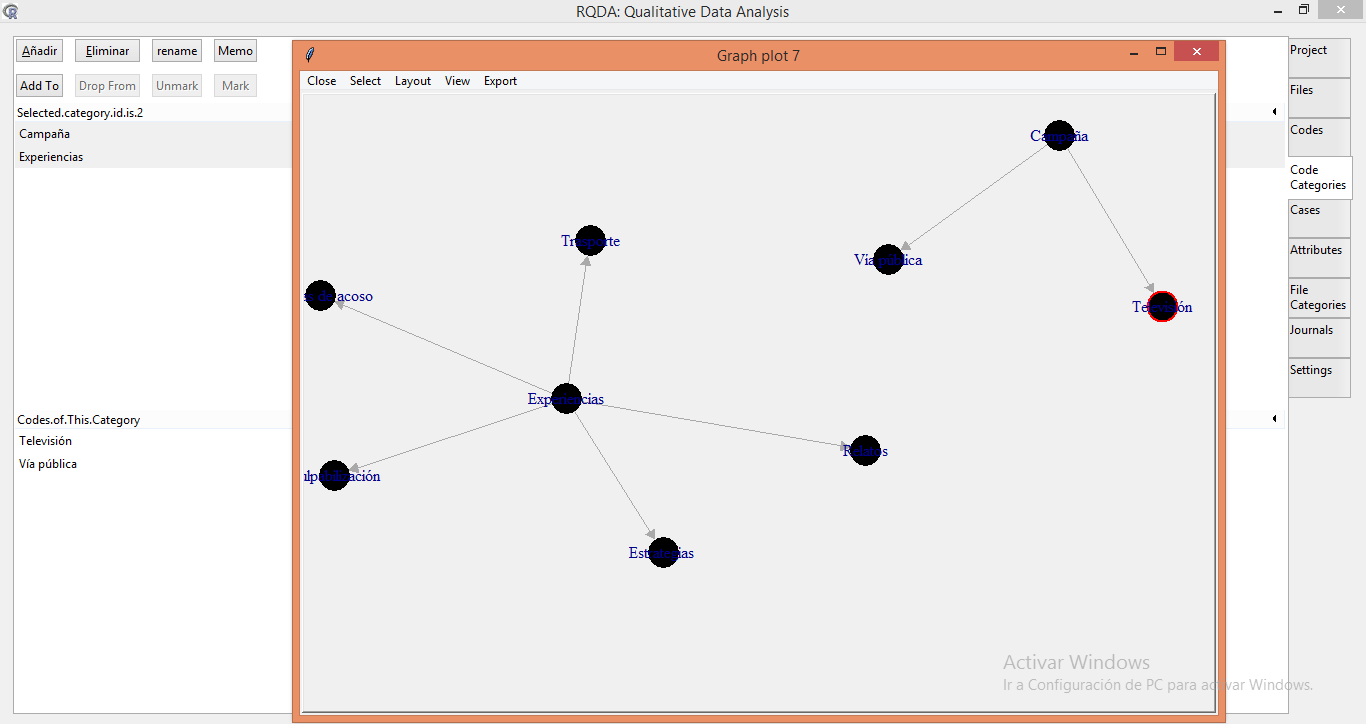 RQDA: Qualitative Data Analysis
Añadir
Eliminar
rename
Memo
Add To
Drop From
Unmark
Mark
Selected.category.id.is.2
Campaña
Experiencias
Codes.of.This.Category
Televisión
Vía pública
Graph plot 7
Close
Select
Layout
View
Export
Campaña
Trasporte
Vía pública
de acoso
Televisión
Experiencias
Relatos
Estrategias
Project
Files
Codes
Code
Categories
Cases
Attributes
File
Categories
Journals
Settings
Activar Windows
Ir a Configuración de PC para activar Windows.